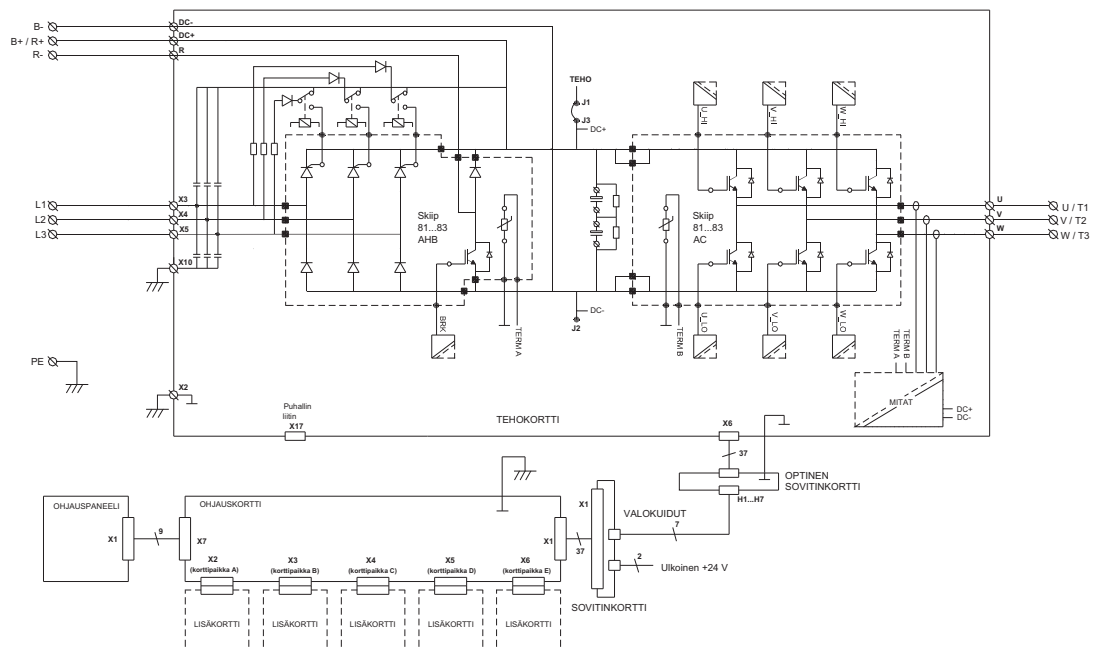 B-
DC-
B+ / R+
DC+
R-
R
TEHO
J1
J3
DC+
U_HI
V_HI
W_HI
L1
X3
L2
X4
L3
X5
X10
Skiip
81...83
AHB
Skiip
81...83
AC
U
U / T1
V
V / T2
W
W / T3
BRK
TERM A
DC-
J2
TERM B
U_LO
V_LO
W_LO
TERM A
TERM B
MITAT
DC+
DC-
PE
X2
Puhallin
liitin
X17
TEHOKORTTI
X6
37
OPTINEN
SOVITINKORTTI
H1...H7
OHJAUSPANEELI
X1
9
OHJAUSKORTTI
X7
X1
37
X1
VALOKUIDUT
7
2
Ulkoinen +24 V
SOVITINKORTTI
X2
(korttipaikka A)
X3
(korttipaikka B)
X4
(korttipaikka C)
X5
(korttipaikka D)
X6
(korttipaikka E)
LISÄKORTTI
LISÄKORTTI
LISÄKORTTI
LISÄKORTTI
LISÄKORTTI